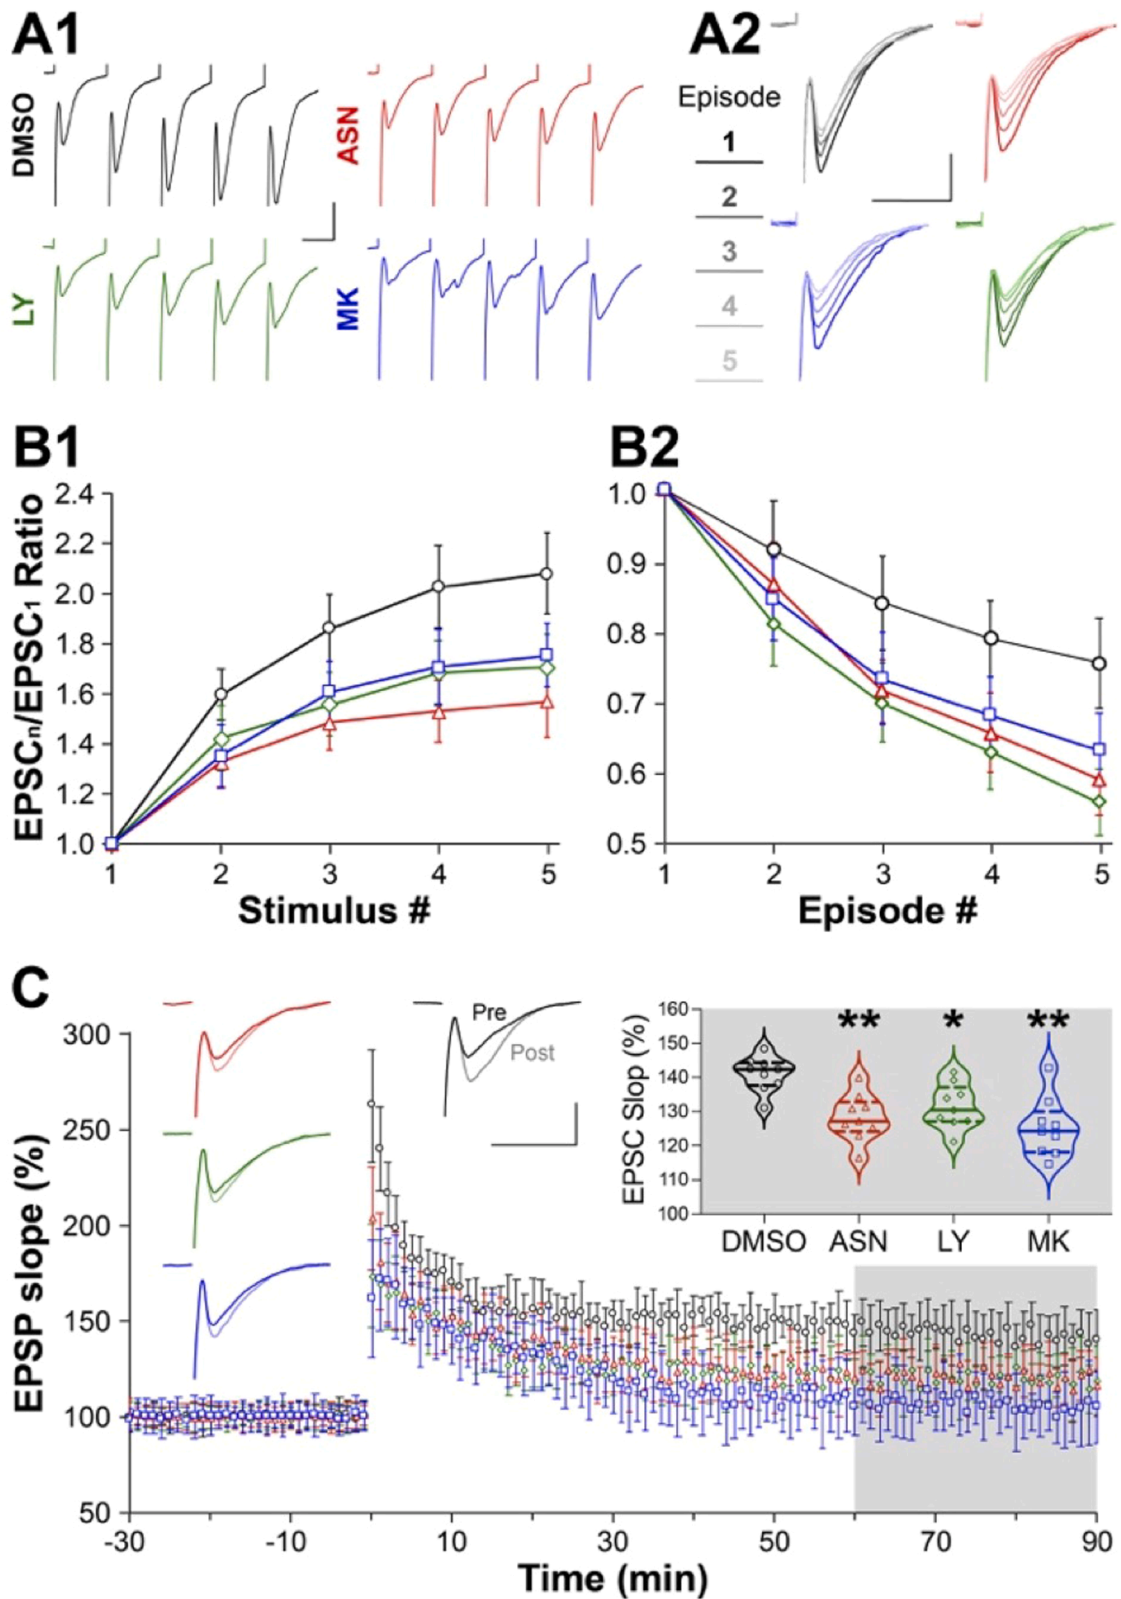 A1
A2
DMSO
ASN
LY
MK
Episode
1
2
3
4
5
B1
B2
EPSCn/EPSC1 Ratio
2.4
2.2
2.0
1.8
1.6
1.4
1.2
1.0
1 2 3 4 5
Stimulus #
1.0
0.9
0.8
0.7
0.6
0.5
1 2 3 4 5
Episode #
C
EPSP slope (%)
300
250
200
150
100
50
-30 -10 10 30 50 70 90
Time (min)
Pre
Post
EPSC Slop (%)
160
150
140
130
120
110
100
** * **
DMSO ASN LY MK